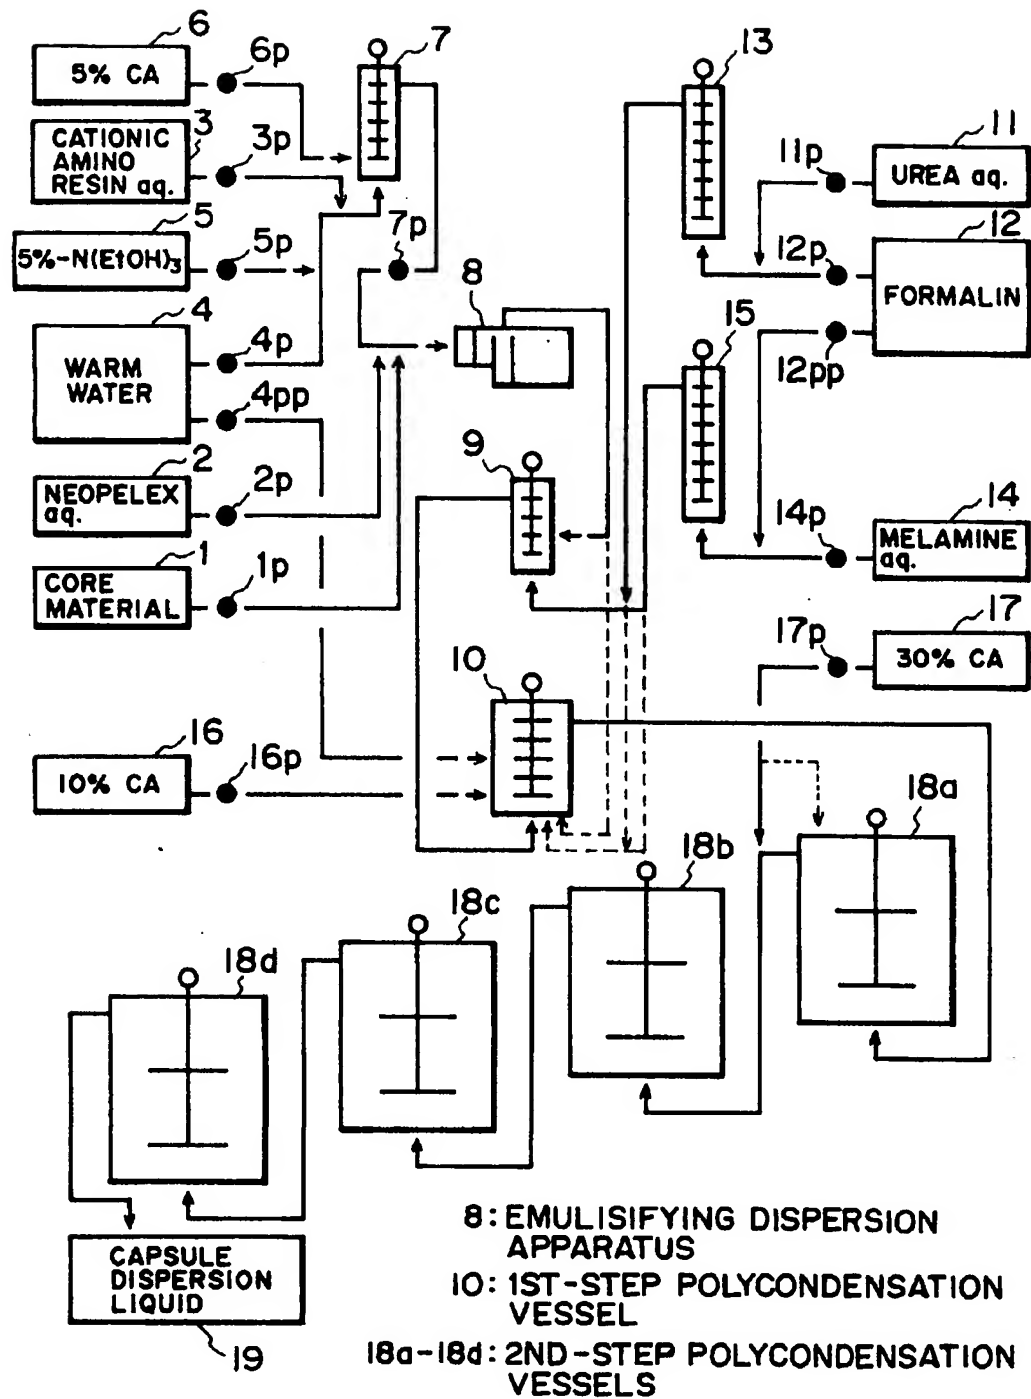 6
5% CA
6p
7
3
CATIONIC
AMINO
RESIN aq.
3p
5
5%-N(EtOH)3
5p
7p
4
WARM
WATER
4p
4pp
8
2
NEOPELEX
aq.
2p
9
1
CORE
MATERIAL
1p
10
16
10% CA
16p
13
11
UREA aq.
11p
12
FORMALIN
12p
12pp
15
14
MELAMINE
aq.
14p
17
30% CA
17p
18a
18b
18c
18d
CAPSULE
DISPERSION
LIQUID
19
8: EMULISIFYING DISPERSION
APPARATUS
10: 1ST-STEP POLYCONDENSATION
VESSEL
18a-18d: 2ND-STEP POLYCONDENSATION
VESSELS